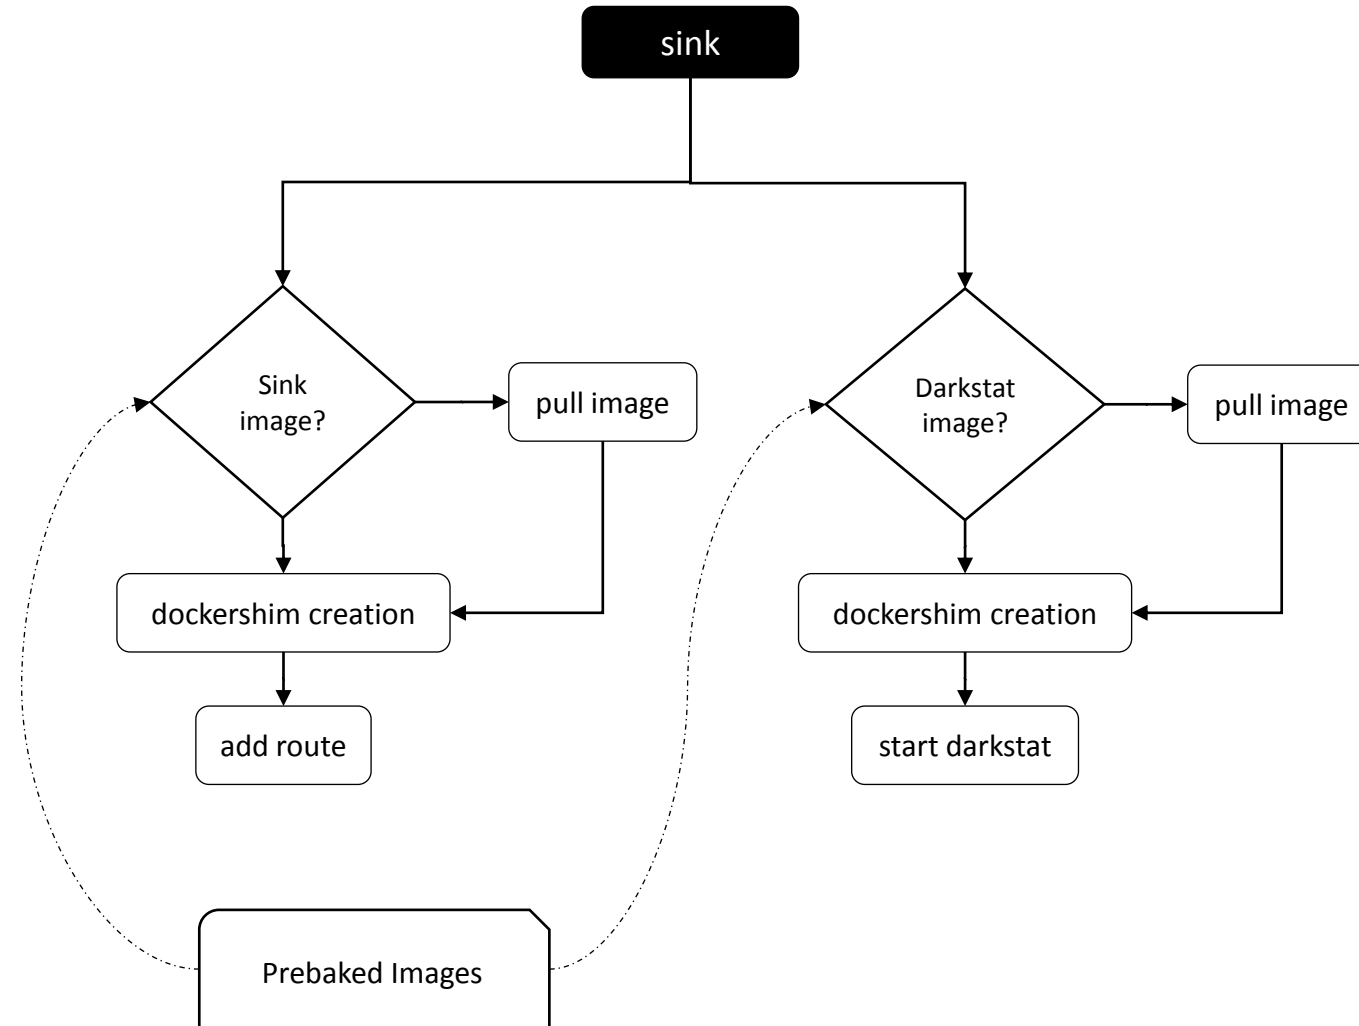 sink
Sink
image?
pull image
Darkstat
image?
pull image
dockershim creation
dockershim creation
add route
start darkstat
Prebaked Images